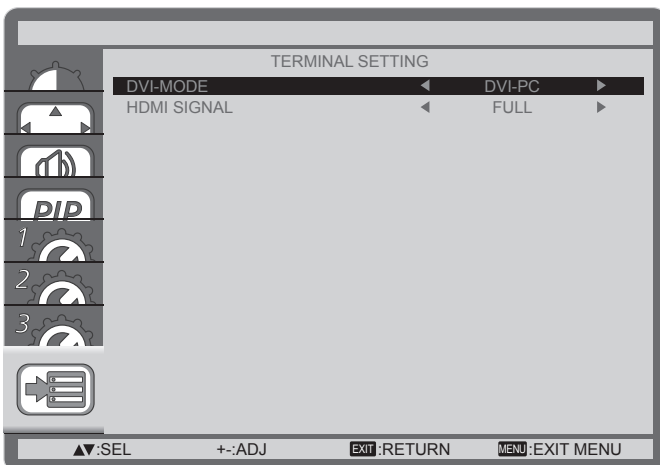 TERMINAL SETTING
DVI-MODE ◀ DVI-PC ▶
HDMI SIGNAL ◀ FULL ▶
PIP
1
2
3
▲▼:SEL +-:ADJ EXIT:RETURN MENU:EXIT MENU